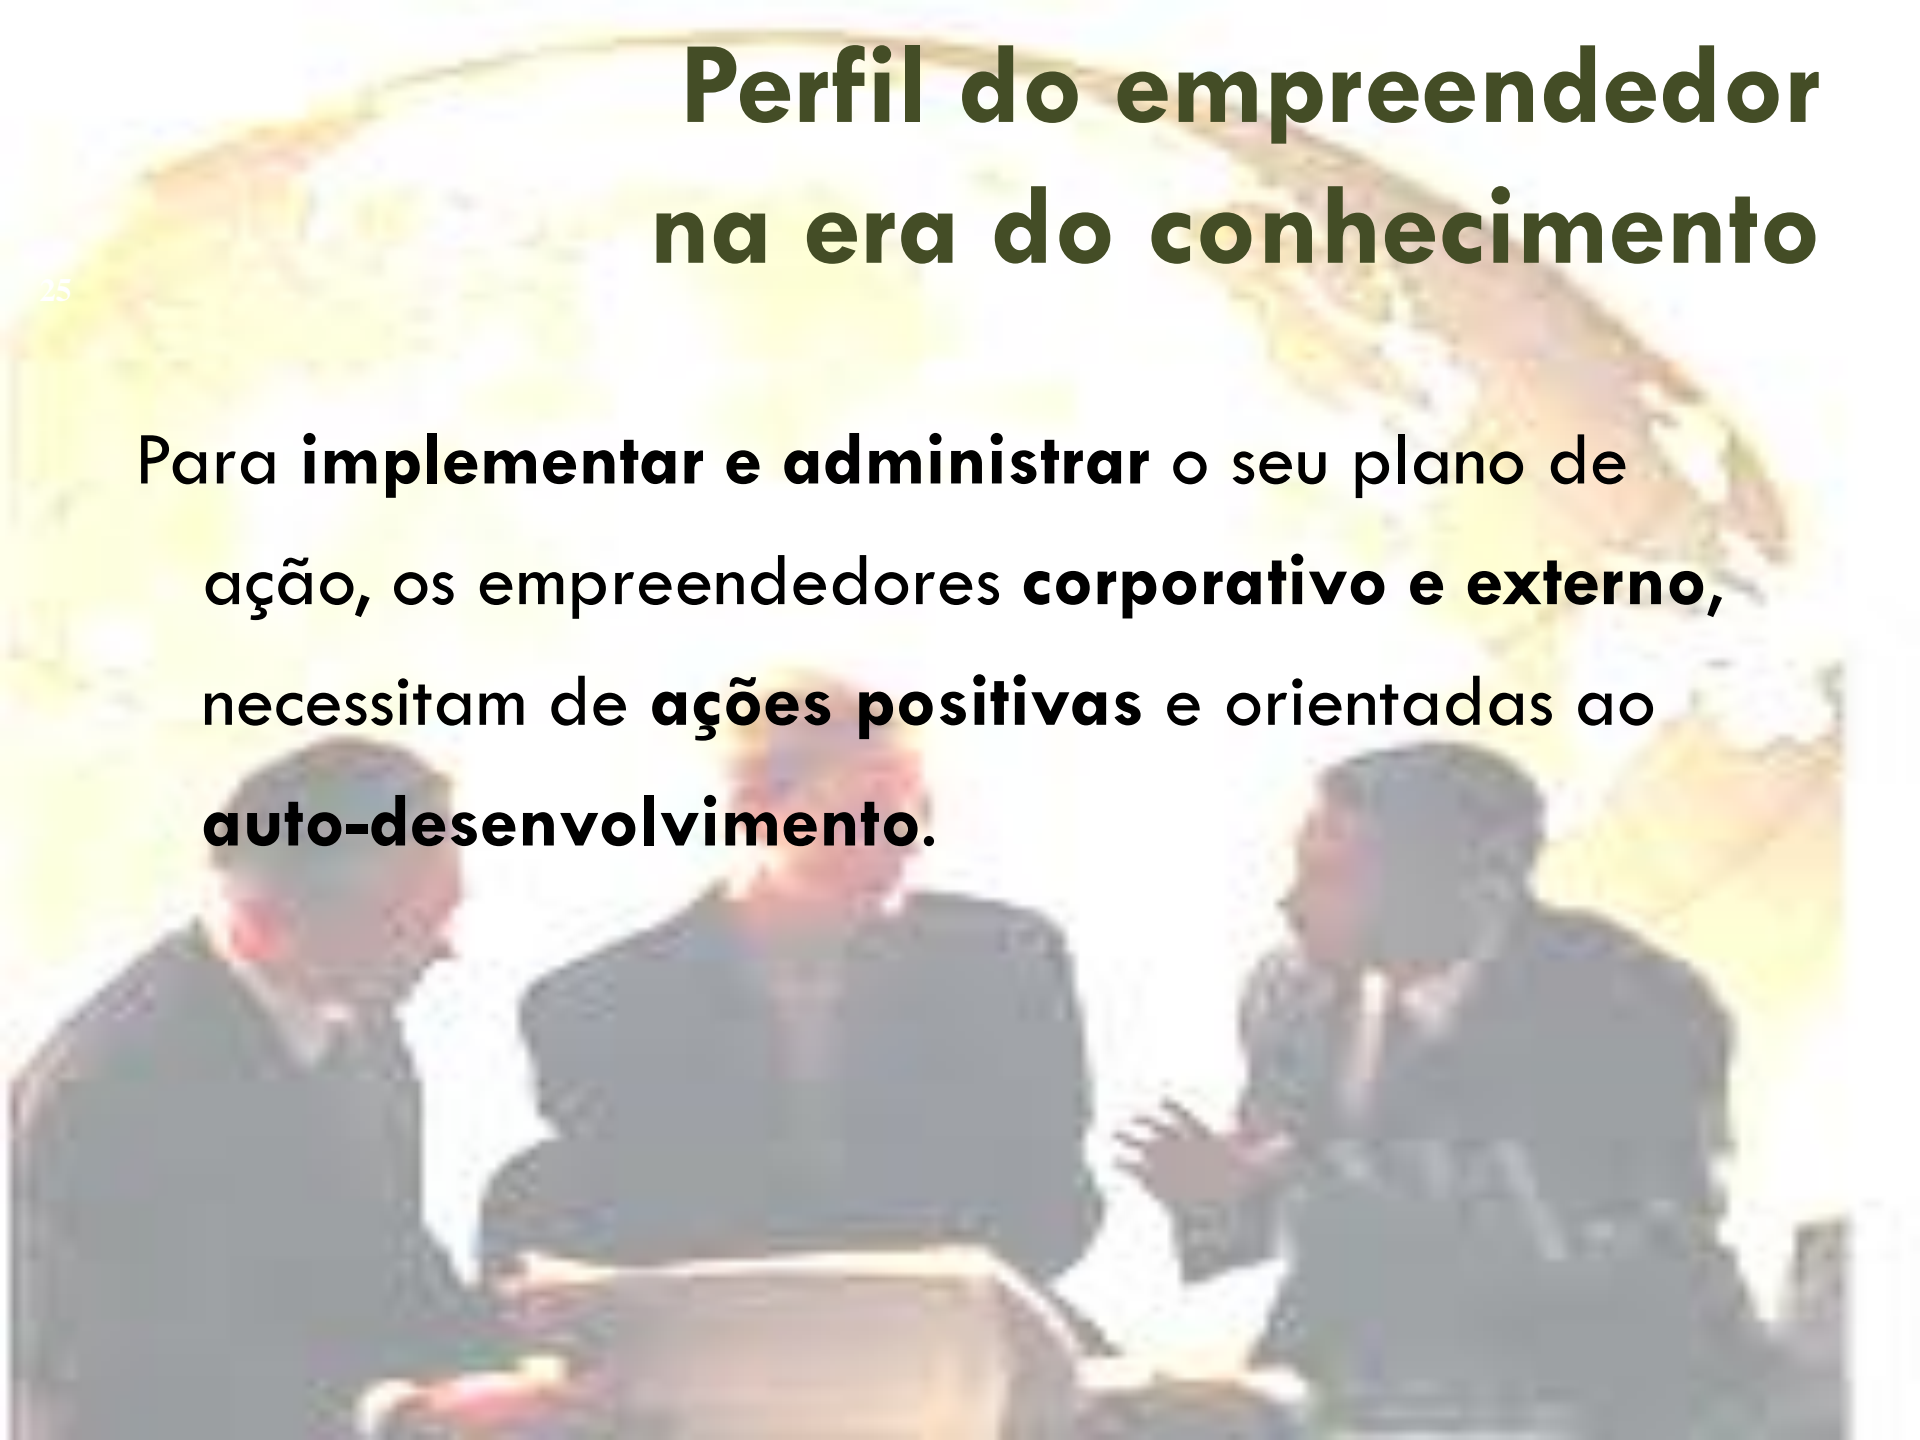 Perfil do empreendedor
na era do conhecimento
25
Para implementar e administrar o seu plano de
ação, os empreendedores corporativo e externo,
necessitam de ações positivas e orientadas ao
auto-desenvolvimento.